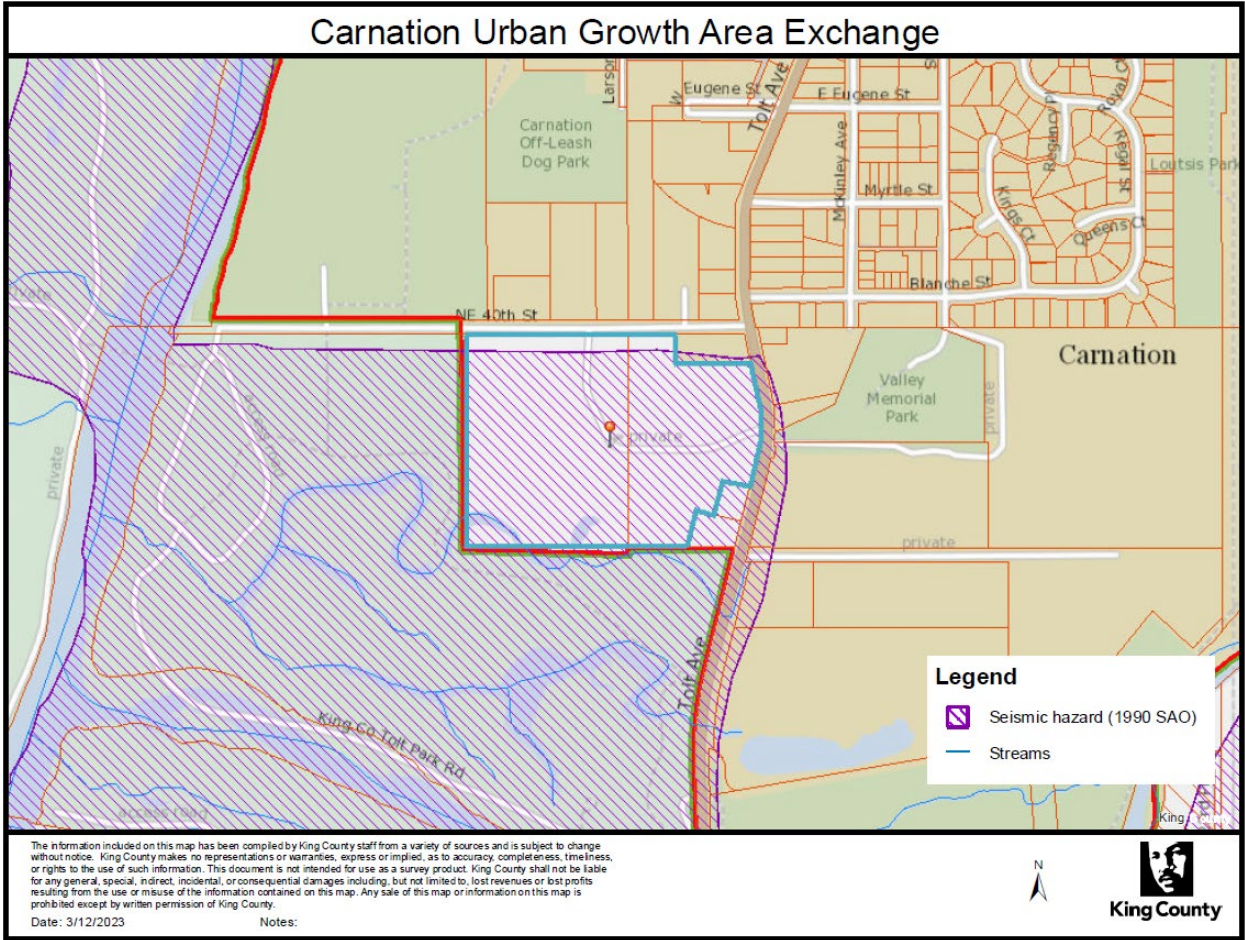 Carnation Urban Growth Area Exchange
Larson
W
Eugene St
Tolt Ave
E Eugene St
S
Regency Pl
Royal Ct
Carnation
Off-Leash
Dog Park
McKinley Ave
Myrtle St
Kings Ct
Regal St
Loutsis Park
Queens Ct
Blanche St
private
NE 40th St
Carnation
Valley
Memorial
Park
private
access road
private
private
private
Tolt Ave
King Co Tolt Park Rd
access road
Legend
Seismic hazard (1990 SAO)
Streams
King County
The information included on this map has been compiled by King County staff from a variety of sources and is subject to change
without notice. King County makes no representations or warranties, express or implied, as to accuracy, completeness, timeliness,
or rights to the use of such information. This document is not intended for use as a survey product. King County shall not be liable
for any general, special, indirect, incidental, or consequential damages including, but not limited to, lost revenues or lost profits
resulting from the use or misuse of the information contained on this map. Any sale of this map or information on this map is
prohibited except by written permission of King County.
Date: 3/12/2023
Notes:
N
King County